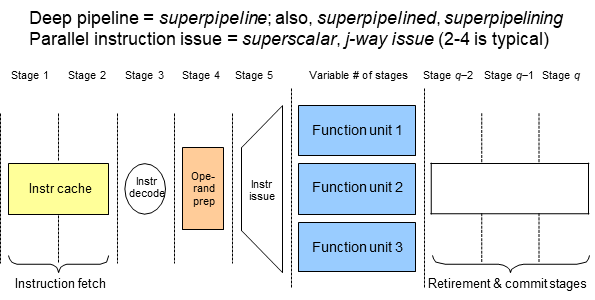 Deep pipeline = superpipeline; also, superpipelined, superpipelining
Parallel instruction issue = superscalar, j-way issue (2-4 is typical)
Stage 1 Stage 2 Stage 3 Stage 4 Stage 5 Variable # of stages Stage q−2 Stage q−1 Stage q
Function unit 1
Instr cache
Instr
decode
Ope-
rand
prep
Instr
issue
Function unit 2
Function unit 3
Instruction fetch
Retirement & commit stages